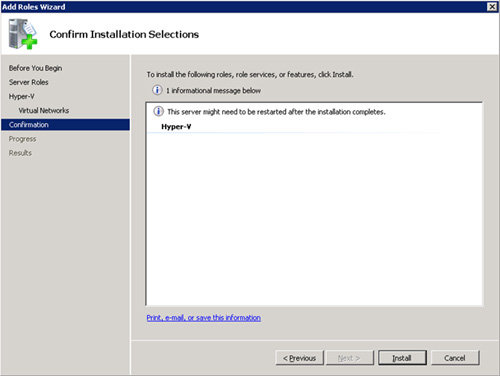 Add Roles Wizard
Confirm Installation Selections
Before You Begin
Server Roles
Hyper-V
Virtual Networks
Confirmation
Progress
Results
To install the following roles, role services, or features, click Install.
1 informational message below
This server might need to be restarted after the installation completes.
Hyper-V
Print, e-mail, or save this information
< Previous
Next >
Install
Cancel